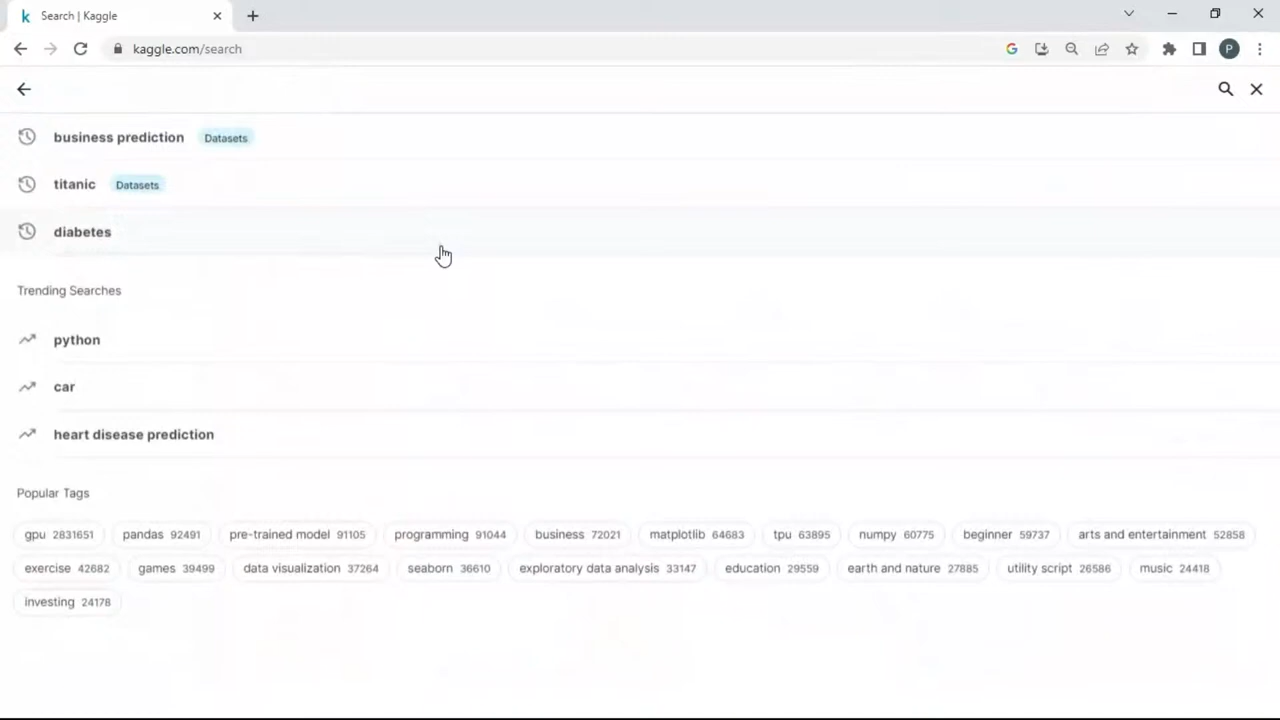 Search | Kaggle
kaggle.com/search
P
business prediction Datasets
titanic Datasets
diabetes
Trending Searches
python
car
heart disease prediction
Popular Tags
gpu 2831651 pandas 92491 pre-trained model 91105 programming 91044 business 72021 matplotlib 64683 tpu 63895 numpy 60775 beginner 59737 arts and entertainment 52858
exercise 42682 games 39499 data visualization 37264 seaborn 36610 exploratory data analysis 33147 education 29559 earth and nature 27885 utility script 26586 music 24418
investing 24178